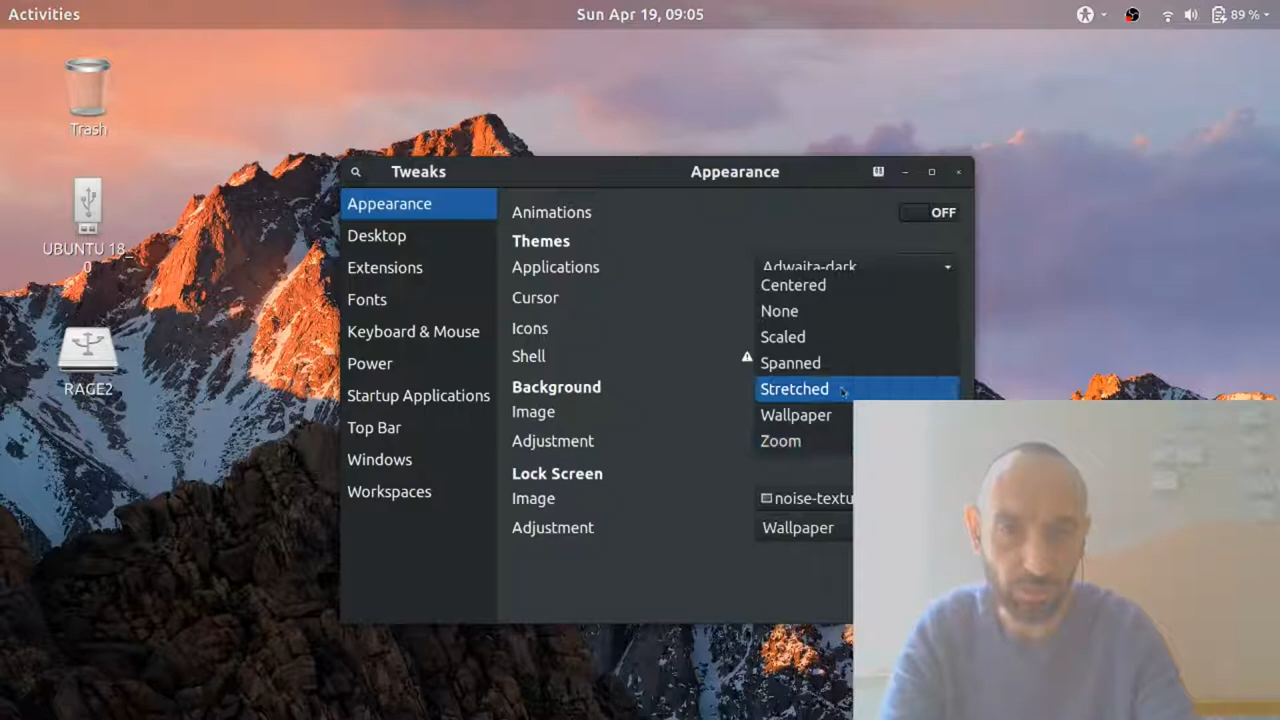 Activities
Sun Apr 19, 09:05
89 %
Trash
UBUNTU 18_
0
RAGE2
Tweaks
Appearance
Appearance
Desktop
Extensions
Fonts
Keyboard & Mouse
Power
Startup Applications
Top Bar
Windows
Workspaces
Animations
OFF
Themes
Applications
Adwaita-dark
Cursor
Icons
Shell
Background
Image
Adjustment
Centered
None
Scaled
Spanned
Stretched
Wallpaper
Zoom
Lock Screen
Image
noise-textu
Adjustment
Wallpaper